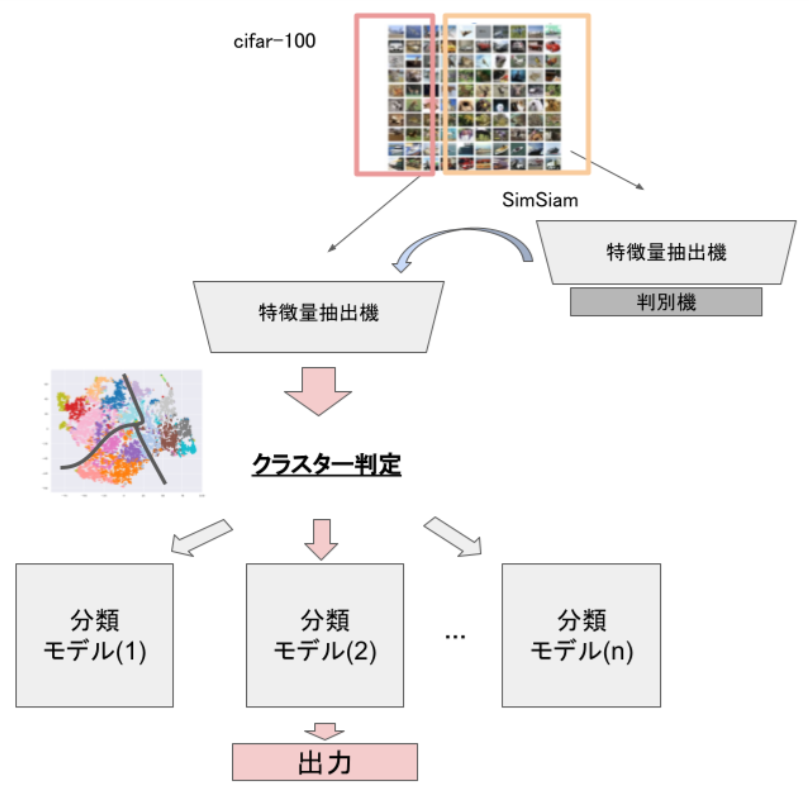 cifar-100
SimSiam
特徴量抽出機
判別機
特徴量抽出機
クラスター判定
分類
モデル(1)
分類
モデル(2)
...
分類
モデル(n)
出力